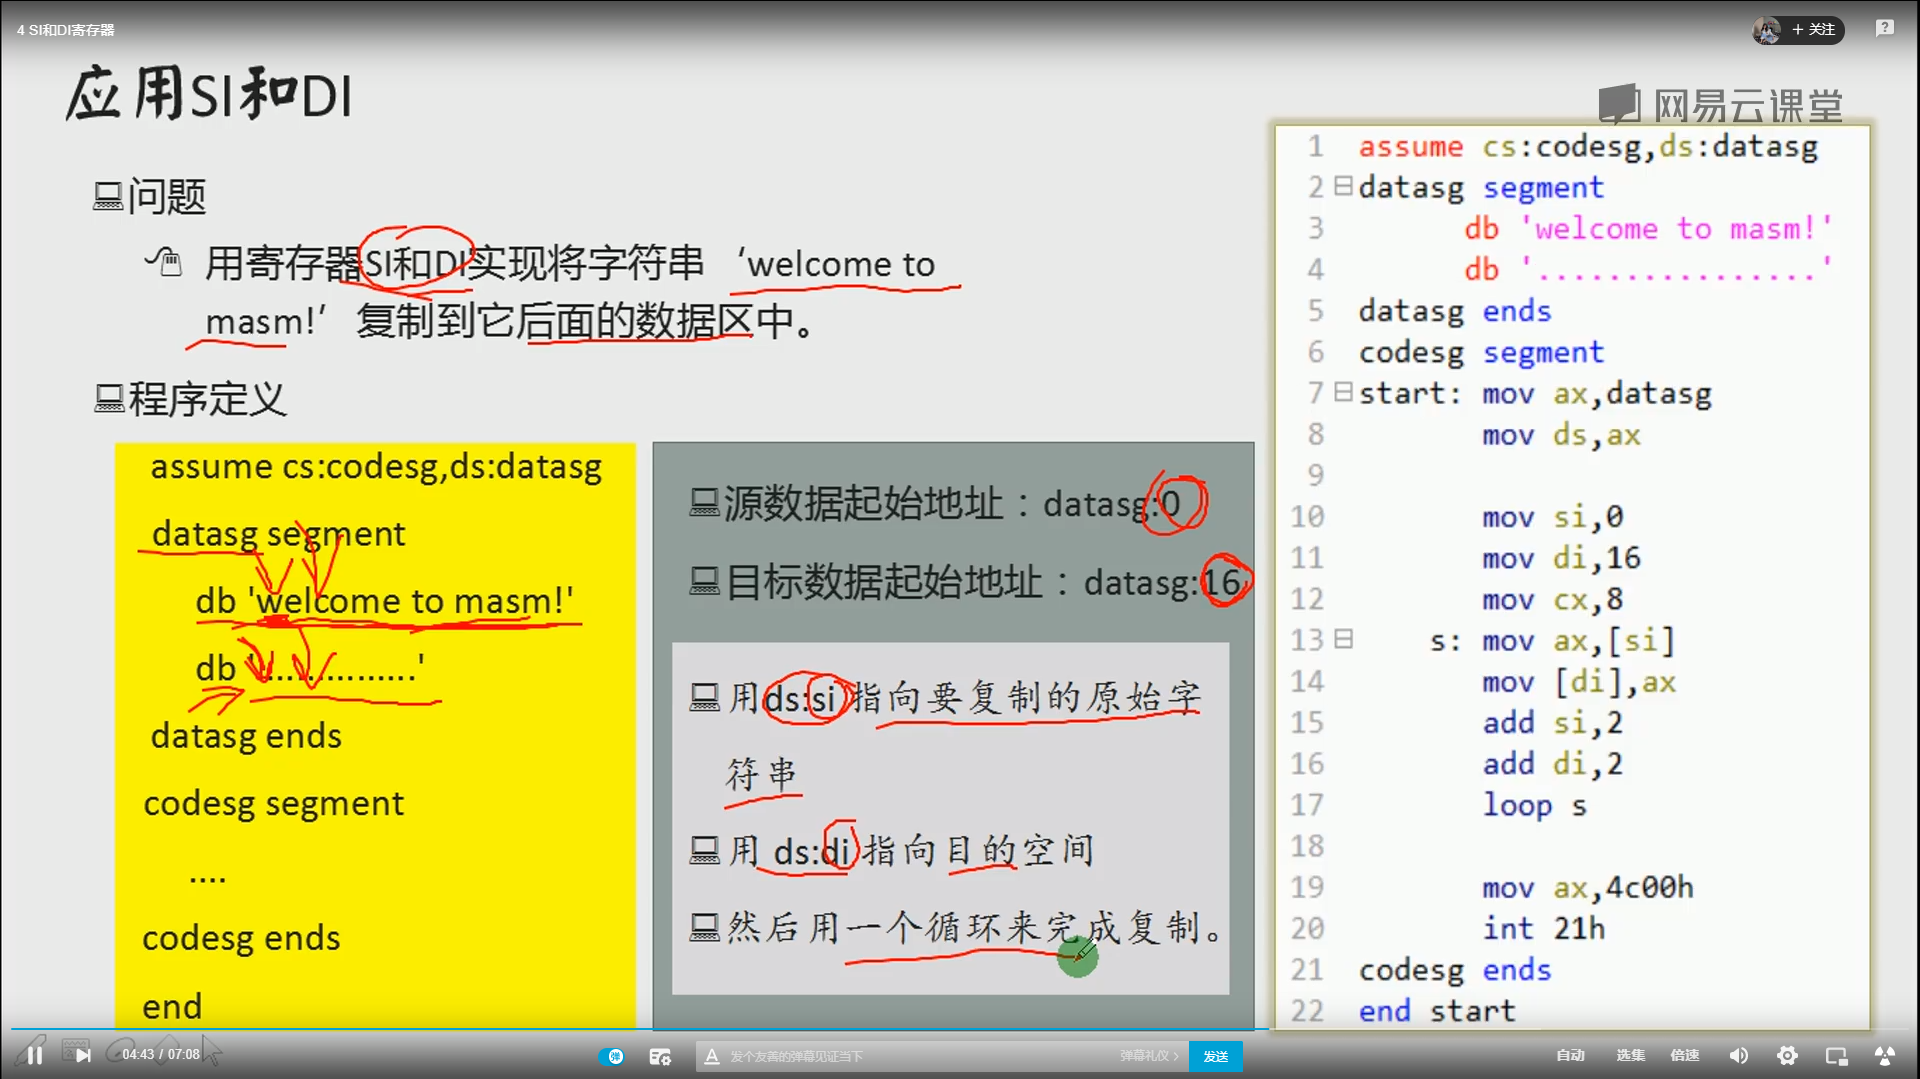 4 SI和DI寄存器
+ 关注
?
应用SI和DI
网易云课堂
问题
用寄存器SI和DI实现将字符串 ‘welcome to
masm!’ 复制到它后面的数据区中。
程序定义
assume cs:codesg,ds:datasg
datasg segment
db 'welcome to masm!'
db '................'
datasg ends
codesg segment
....
codesg ends
end
源数据起始地址：datasg:0
目标数据起始地址：datasg:16
用ds:si 指向要复制的原始字
符串
用 ds:di 指向目的空间
然后用一个循环来完成复制。
1 assume cs:codesg,ds:datasg
2 datasg segment
3 db 'welcome to masm!'
4 db '................'
5 datasg ends
6 codesg segment
7 start: mov ax,datasg
8 mov ds,ax
9
10 mov si,0
11 mov di,16
12 mov cx,8
13 s: mov ax,[si]
14 mov [di],ax
15 add si,2
16 add di,2
17 loop s
18
19 mov ax,4c00h
20 int 21h
21 codesg ends
22 end start
04:43 / 07:08
弹
A 发个友善的弹幕见证当下
弹幕礼仪 >
发送
自动
选集
倍速